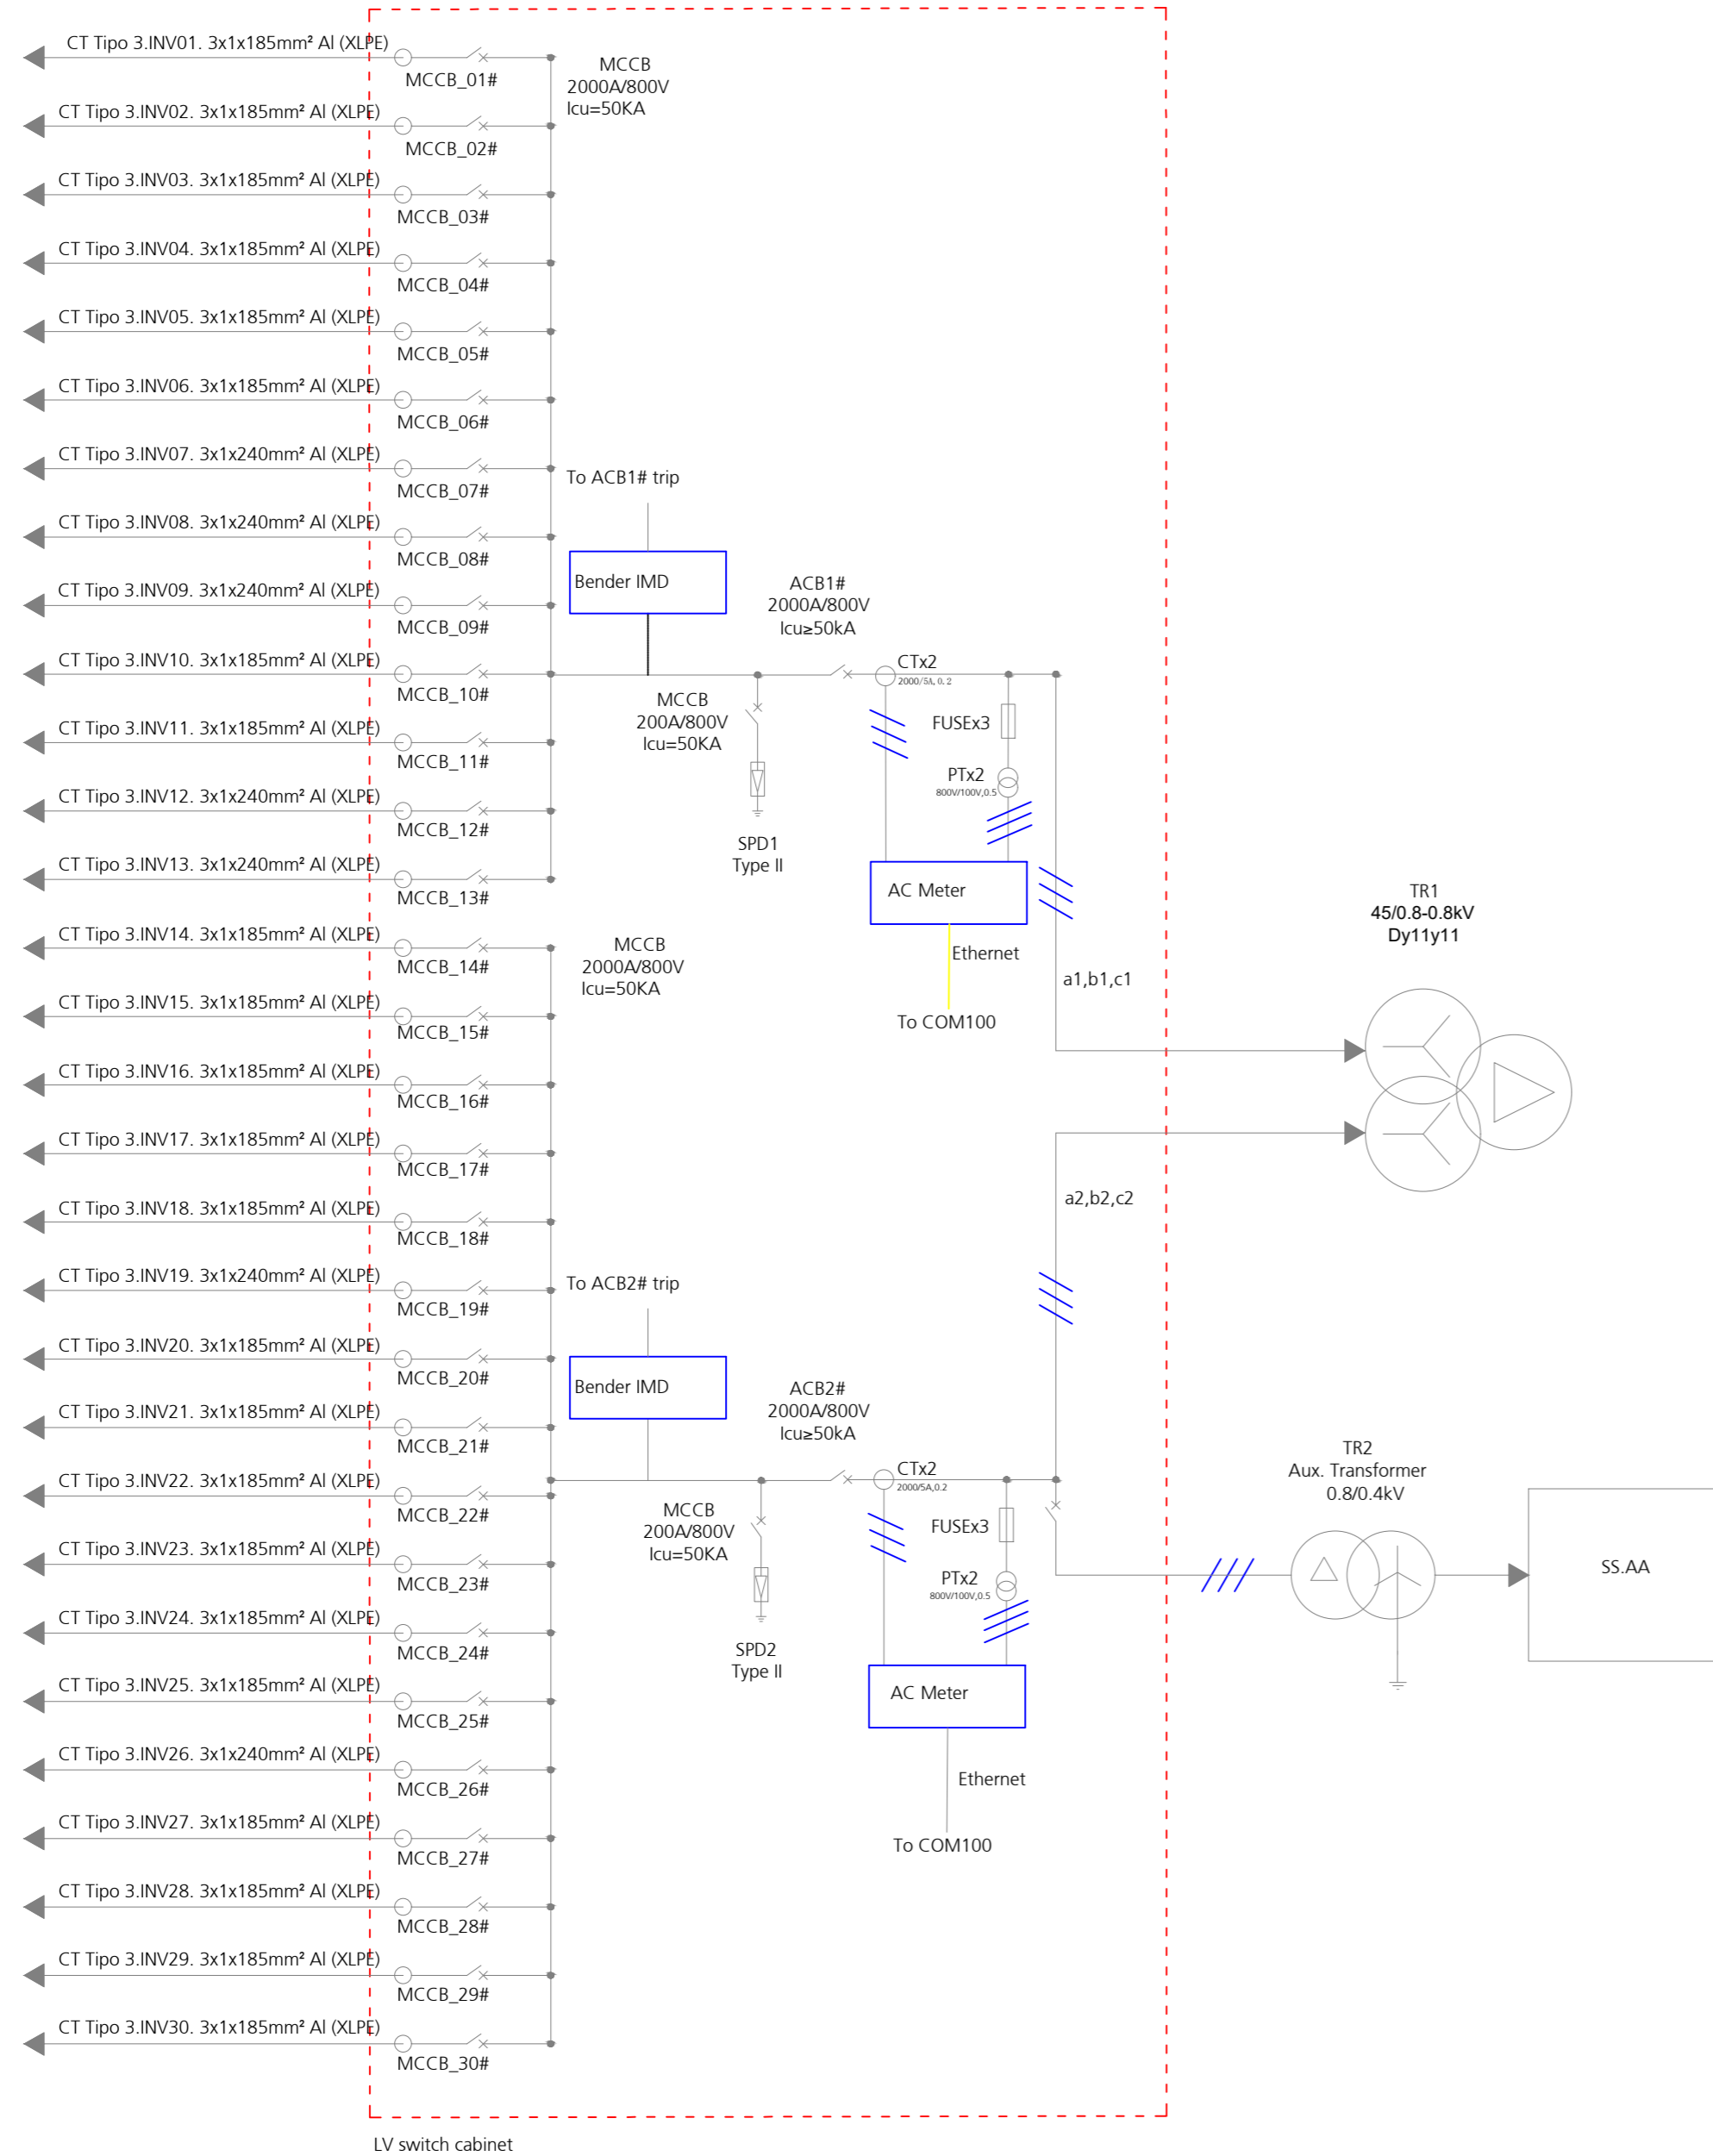 CT Tipo 3.INV01. 3x1x185mm² Al (XLPE)
MCCB_01#
MCCB
2000A/800V
Icu=50KA
CT Tipo 3.INV02. 3x1x185mm² Al (XLPE)
MCCB_02#
CT Tipo 3.INV03. 3x1x185mm² Al (XLPE)
MCCB_03#
CT Tipo 3.INV04. 3x1x185mm² Al (XLPE)
MCCB_04#
CT Tipo 3.INV05. 3x1x185mm² Al (XLPE)
MCCB_05#
CT Tipo 3.INV06. 3x1x185mm² Al (XLPE)
MCCB_06#
CT Tipo 3.INV07. 3x1x240mm² Al (XLPE)
MCCB_07#
CT Tipo 3.INV08. 3x1x240mm² Al (XLPE)
MCCB_08#
CT Tipo 3.INV09. 3x1x240mm² Al (XLPE)
MCCB_09#
CT Tipo 3.INV10. 3x1x185mm² Al (XLPE)
MCCB_10#
CT Tipo 3.INV11. 3x1x185mm² Al (XLPE)
MCCB_11#
CT Tipo 3.INV12. 3x1x240mm² Al (XLPE)
MCCB_12#
CT Tipo 3.INV13. 3x1x240mm² Al (XLPE)
MCCB_13#
To ACB1# trip
Bender IMD
ACB1#
2000A/800V
Icu≥50kA
MCCB
200A/800V
Icu=50KA
SPD1
Type II
CTx2
2000/5A, 0.2
FUSEx3
PTx2
800V/100V,0.5
AC Meter
Ethernet
To COM100
a1,b1,c1
TR1
45/0.8-0.8kV
Dy11y11
CT Tipo 3.INV14. 3x1x185mm² Al (XLPE)
MCCB_14#
MCCB
2000A/800V
Icu=50KA
CT Tipo 3.INV15. 3x1x185mm² Al (XLPE)
MCCB_15#
CT Tipo 3.INV16. 3x1x185mm² Al (XLPE)
MCCB_16#
CT Tipo 3.INV17. 3x1x185mm² Al (XLPE)
MCCB_17#
CT Tipo 3.INV18. 3x1x185mm² Al (XLPE)
MCCB_18#
CT Tipo 3.INV19. 3x1x240mm² Al (XLPE)
MCCB_19#
CT Tipo 3.INV20. 3x1x185mm² Al (XLPE)
MCCB_20#
CT Tipo 3.INV21. 3x1x185mm² Al (XLPE)
MCCB_21#
CT Tipo 3.INV22. 3x1x185mm² Al (XLPE)
MCCB_22#
CT Tipo 3.INV23. 3x1x185mm² Al (XLPE)
MCCB_23#
CT Tipo 3.INV24. 3x1x185mm² Al (XLPE)
MCCB_24#
CT Tipo 3.INV25. 3x1x185mm² Al (XLPE)
MCCB_25#
CT Tipo 3.INV26. 3x1x240mm² Al (XLPE)
MCCB_26#
CT Tipo 3.INV27. 3x1x185mm² Al (XLPE)
MCCB_27#
CT Tipo 3.INV28. 3x1x185mm² Al (XLPE)
MCCB_28#
CT Tipo 3.INV29. 3x1x185mm² Al (XLPE)
MCCB_29#
CT Tipo 3.INV30. 3x1x185mm² Al (XLPE)
MCCB_30#
a2,b2,c2
To ACB2# trip
Bender IMD
ACB2#
2000A/800V
Icu≥50kA
MCCB
200A/800V
Icu=50KA
SPD2
Type II
CTx2
2000/5A,0.2
FUSEx3
PTx2
800V/100V,0.5
AC Meter
Ethernet
To COM100
TR2
Aux. Transformer
0.8/0.4kV
SS.AA
LV switch cabinet